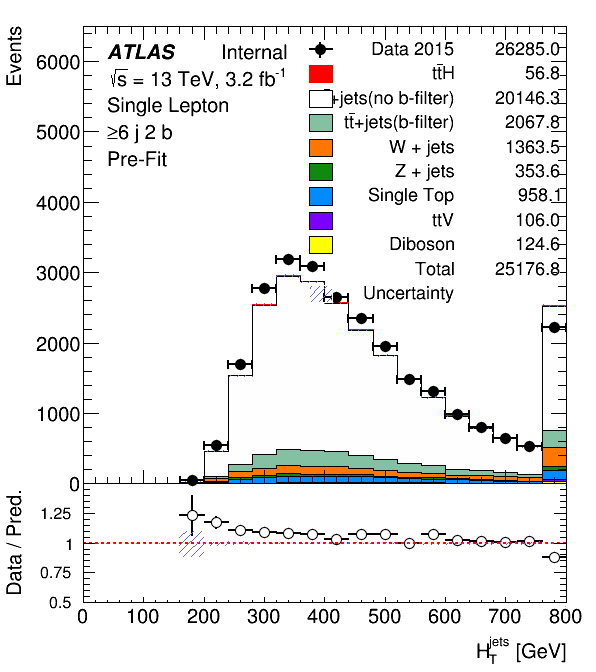 Events
6000
5000
4000
3000
2000
1000
0
ATLAS Internal
√s = 13 TeV, 3.2 fb⁻¹
Single Lepton
≥6 j 2 b
Pre-Fit
Data 2015 26285.0
tt̄H 56.8
+jets(no b-filter) 20146.3
tt̄+jets(b-filter) 2067.8
W + jets 1363.5
Z + jets 353.6
Single Top 958.1
ttV 106.0
Diboson 124.6
Total 25176.8
Uncertainty
Data / Pred.
1.25
1
0.75
0.5
0 100 200 300 400 500 600 700 800
H_T^jets [GeV]